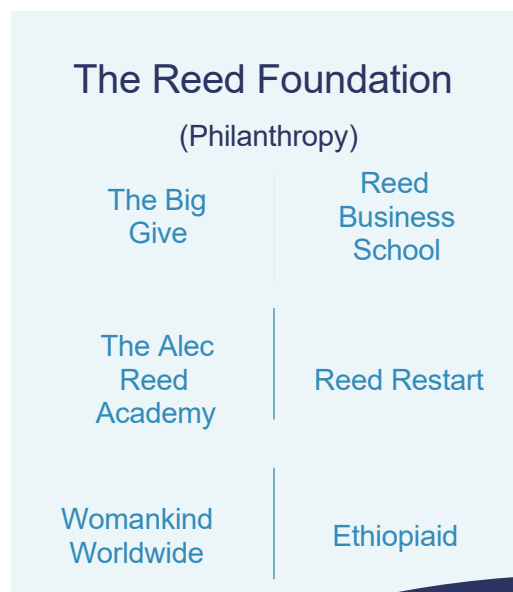 The Reed Foundation
(Philanthropy)
The Big
Give
Reed
Business
School
The Alec
Reed
Academy
Reed Restart
Womankind
Worldwide
Ethiopiaid